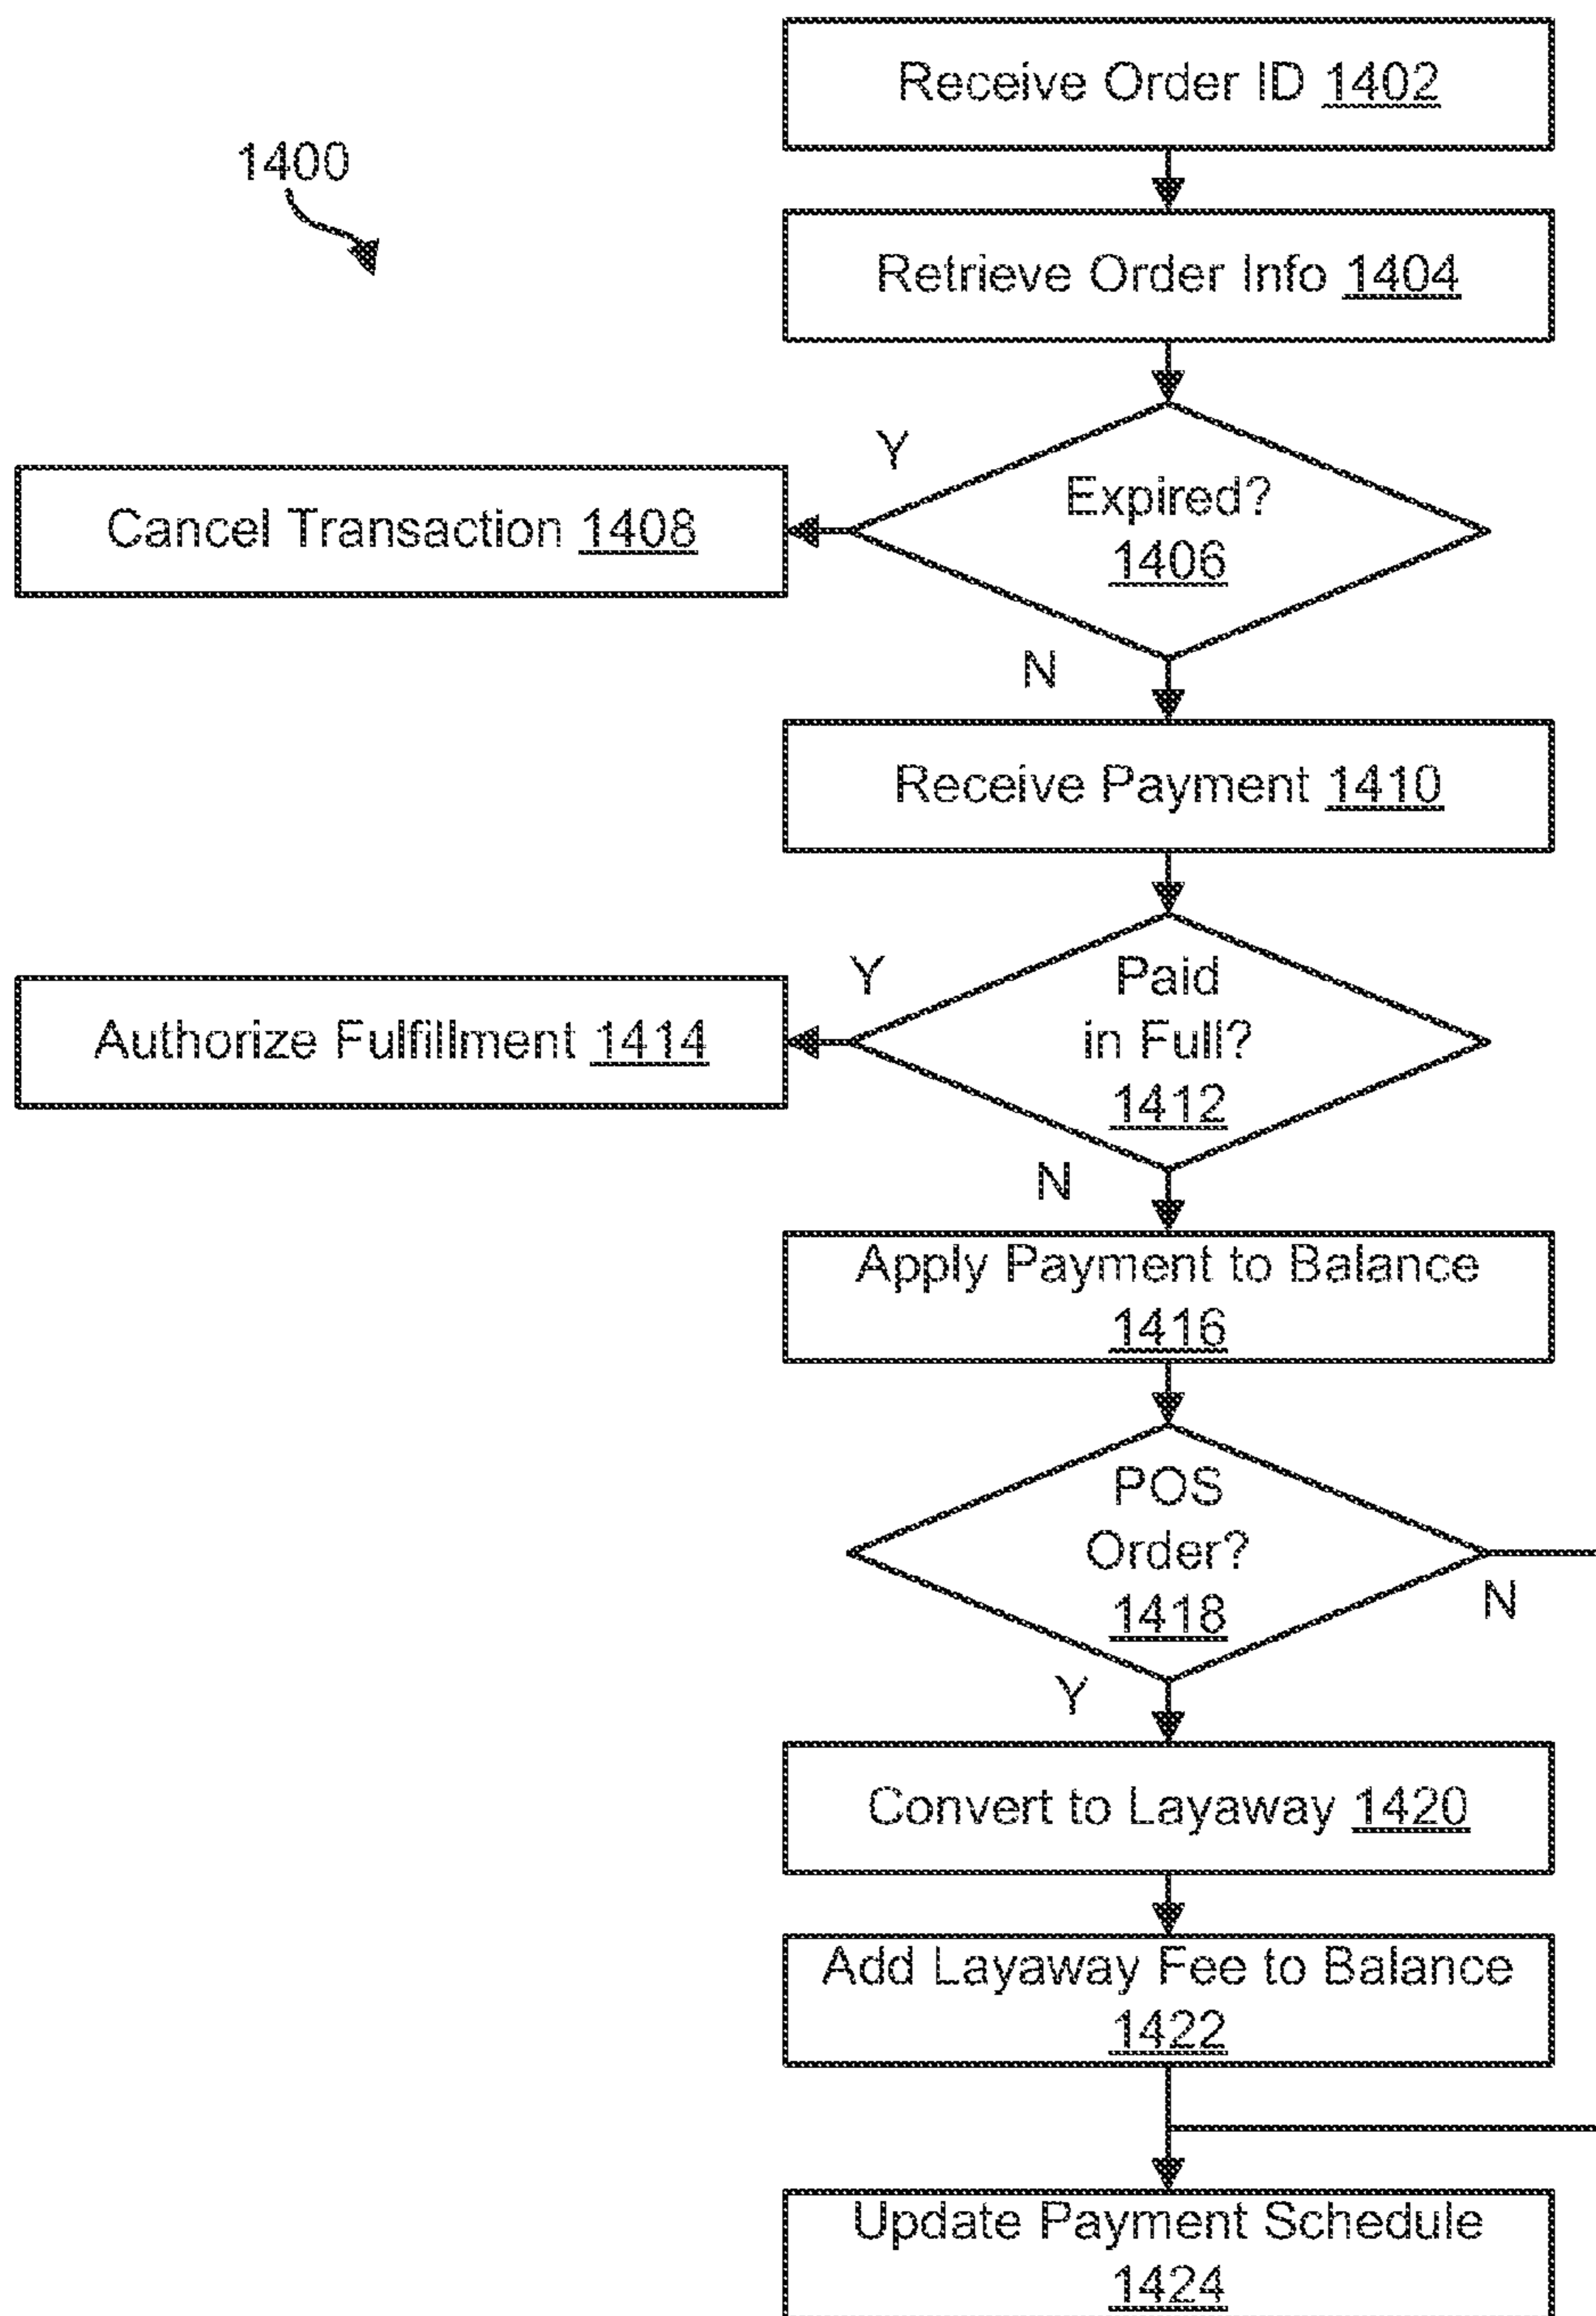 Receive Order ID 1402
1400
Retrieve Order Info 1404
Y
Expired?
1406
Cancel Transaction 1408
N
Receive Payment 1410
Y
Paid
in Full?
1412
Authorize Fulfillment 1414
N
Apply Payment to Balance
1416
POS
Order?
1418
N
Y
Convert to Layaway 1420
Add Layaway Fee to Balance
1422
Update Payment Schedule
1424